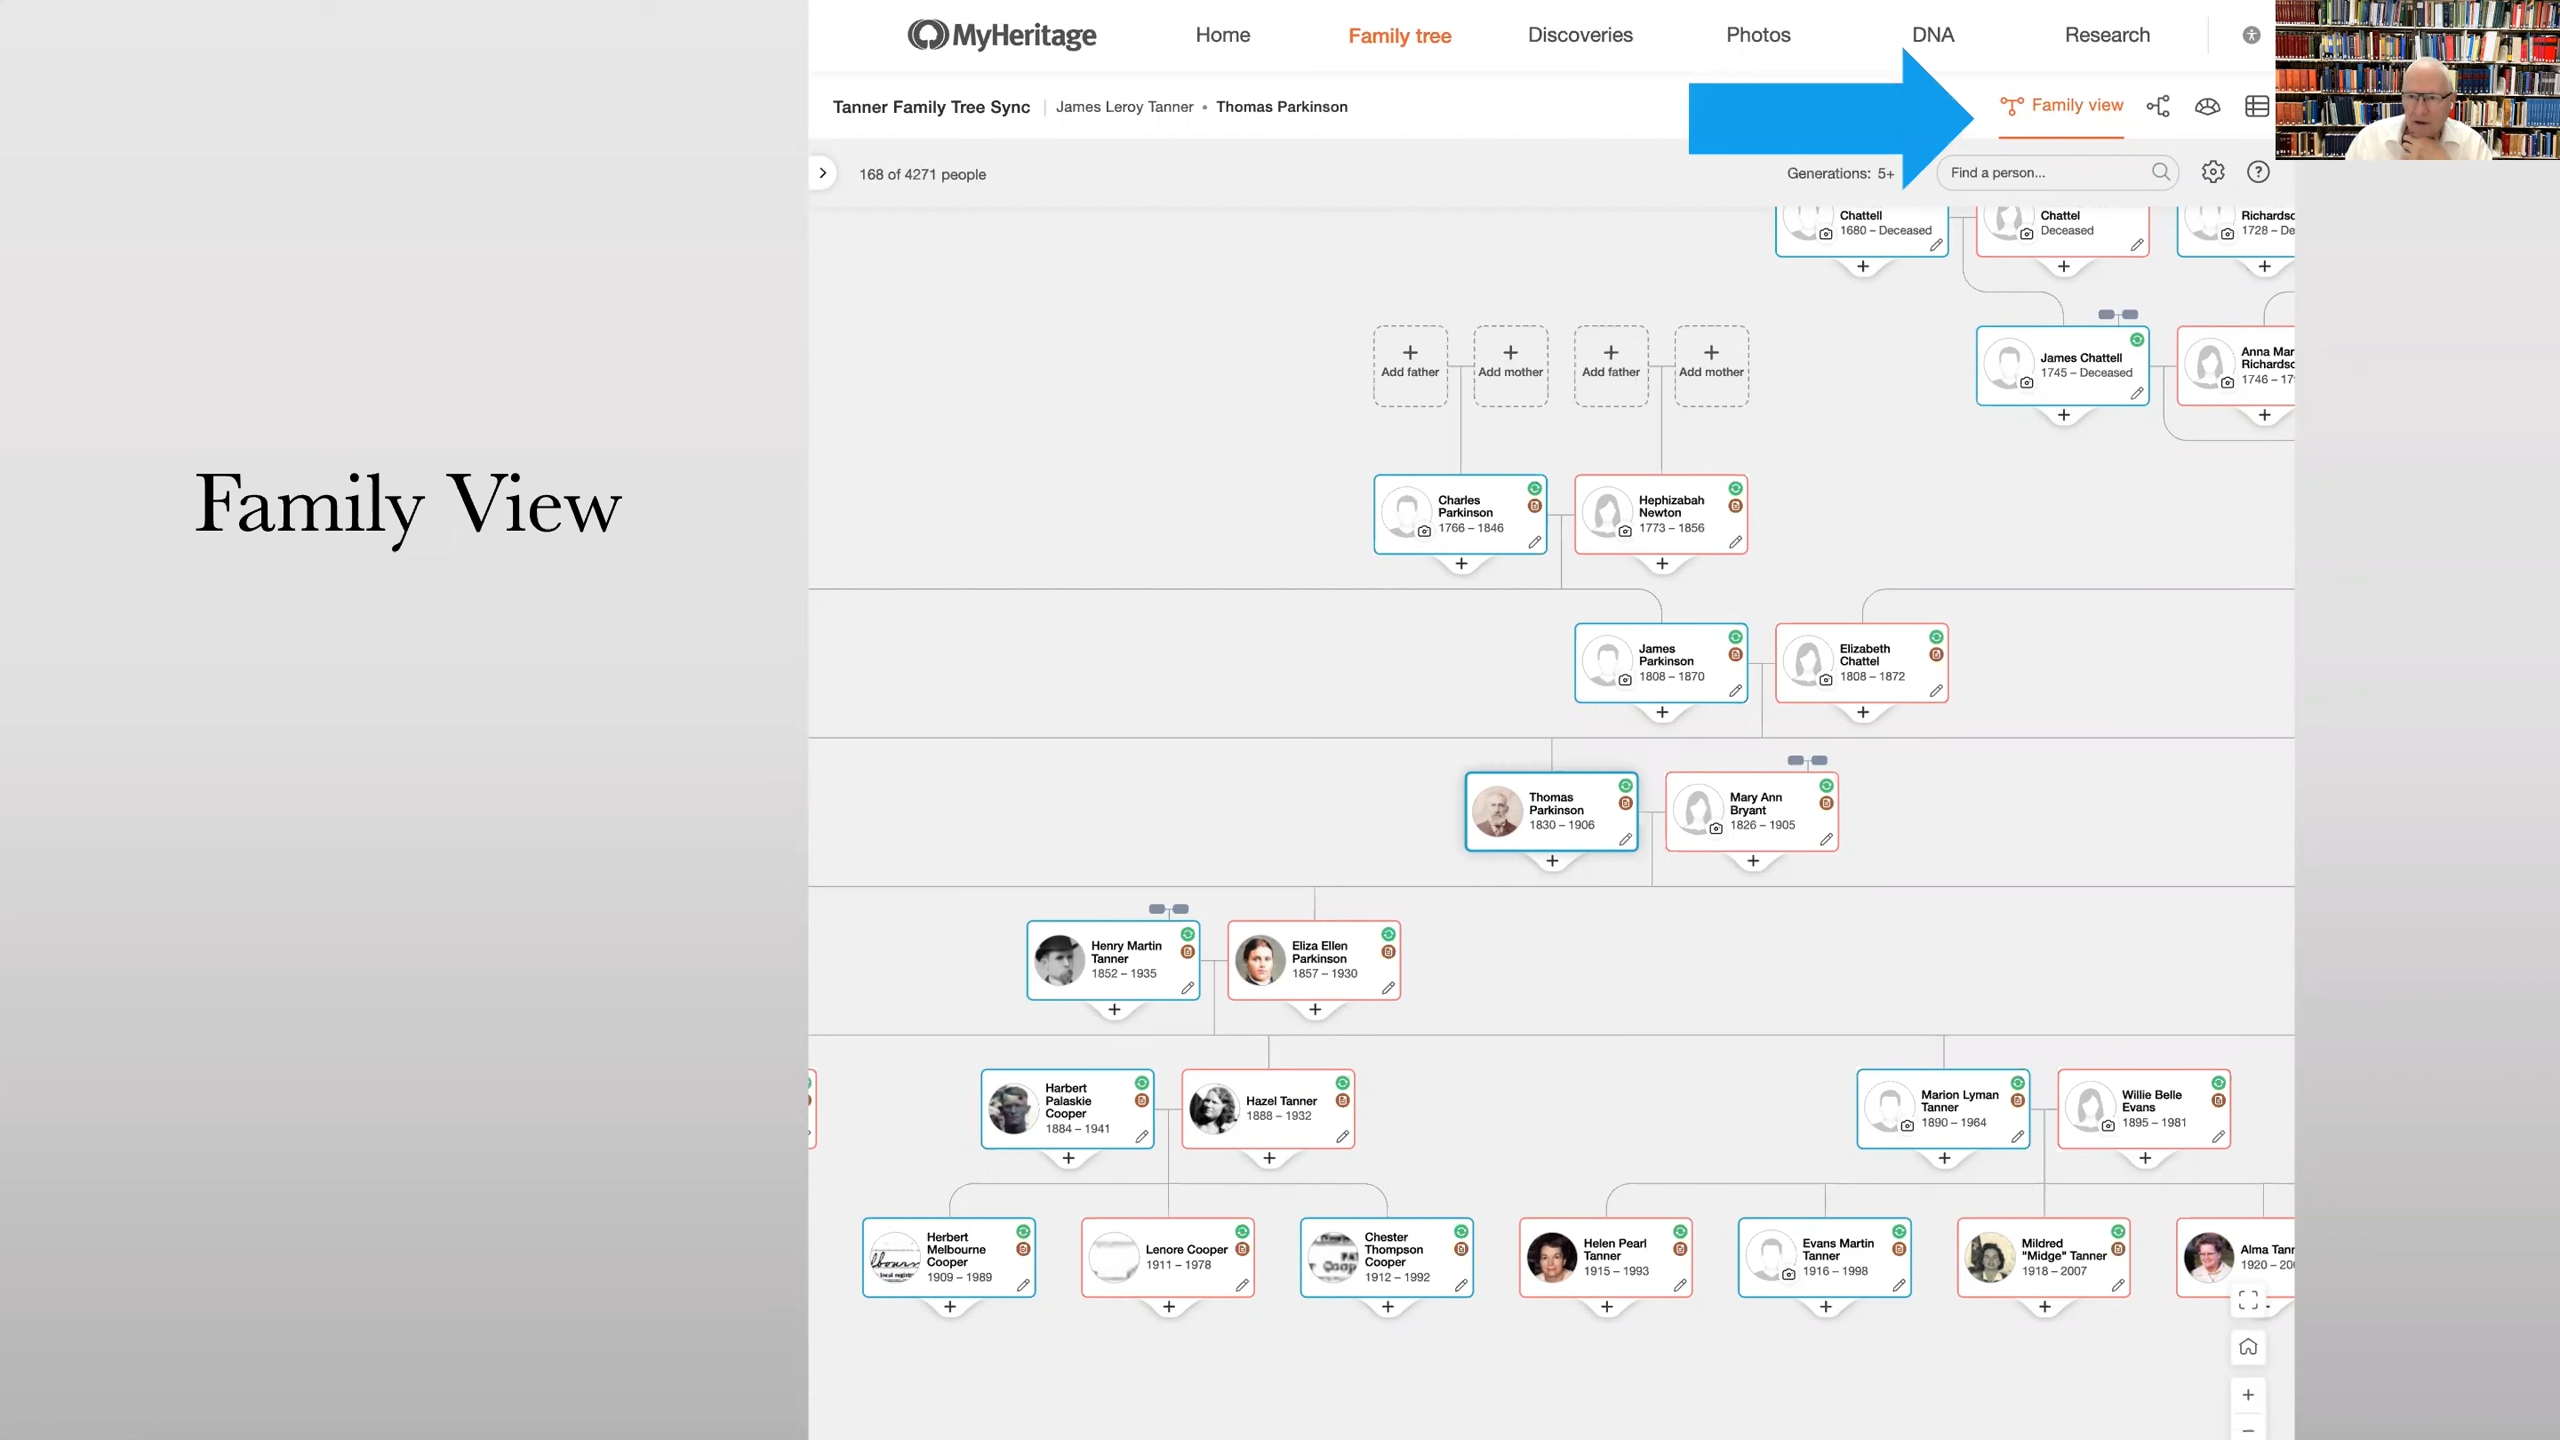 MyHeritage
Home
Family tree
Discoveries
Photos
DNA
Research
Tanner Family Tree Sync
James Leroy Tanner • Thomas Parkinson
Family view
168 of 4271 people
Generations: 5+
Find a person...
Family View
Chattell
1680 – Deceased
Chattel
Deceased
1728 –
Add father
Add mother
Add father
Add mother
James Chattell
1745 – Deceased
Anna
1746 –
Charles
Parkinson
1766 – 1846
Hephizabah
Newton
1773 – 1856
James
Parkinson
1808 – 1870
Elizabeth
Chattel
1808 – 1872
Thomas
Parkinson
1830 – 1906
Mary Ann
Bryant
1826 – 1905
Henry Martin
Tanner
1852 – 1935
Eliza Ellen
Parkinson
1857 – 1930
Harbert
Palaskie
Cooper
1884 – 1941
Hazel Tanner
1888 – 1932
Marion Lyman
Tanner
1890 – 1964
Willie Belle
Evans
1895 – 1981
Herbert
Melbourne
Cooper
1909 – 1989
Lenore Cooper
1911 – 1978
Chester
Thompson
Cooper
1912 – 1992
Helen Pearl
Tanner
1915 – 1993
Evans Martin
Tanner
1916 – 1998
Mildred
"Midge" Tanner
1918 – 2007
Alma
1920 –